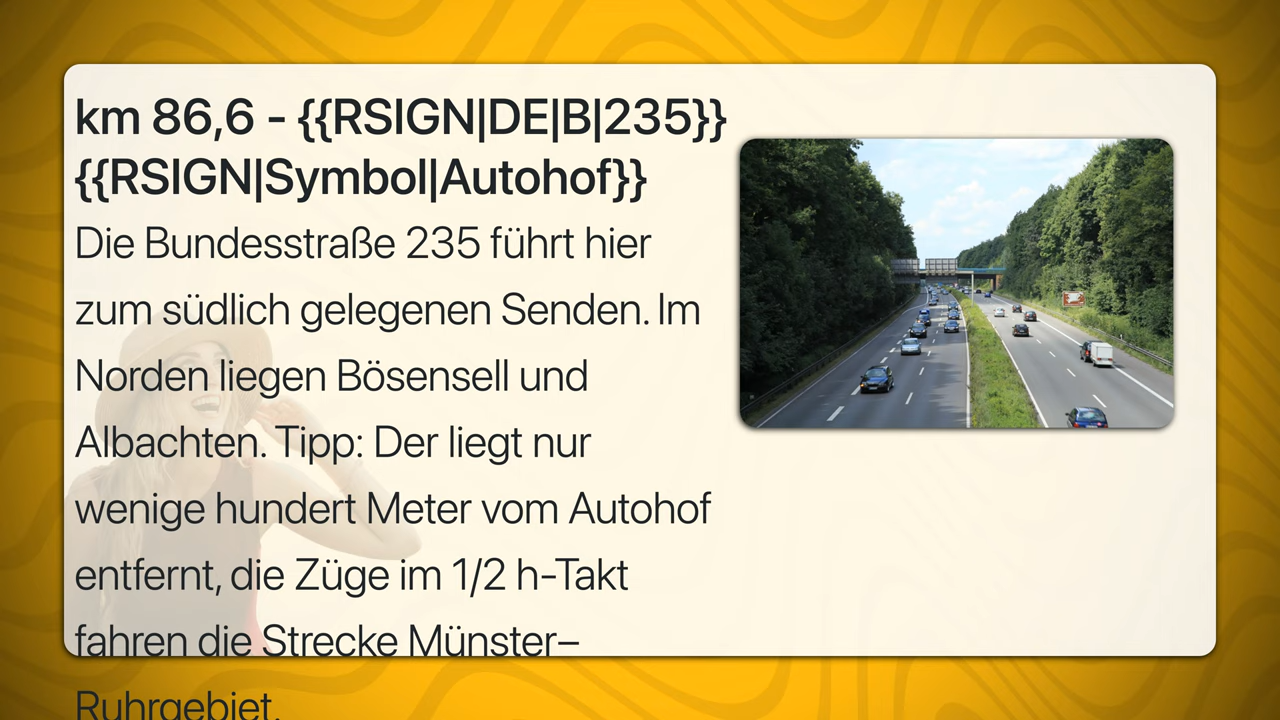 km 86,6 - {{RSIGN|DE|B|235}}
{{RSIGN|Symbol|Autohof}}
Die Bundesstraße 235 führt hier
zum südlich gelegenen Senden. Im
Norden liegen Bösensell und
Albachten. Tipp: Der liegt nur
wenige hundert Meter vom Autohof
entfernt, die Züge im 1/2 h-Takt
fahren die Strecke Münster–
Ruhrgebiet.